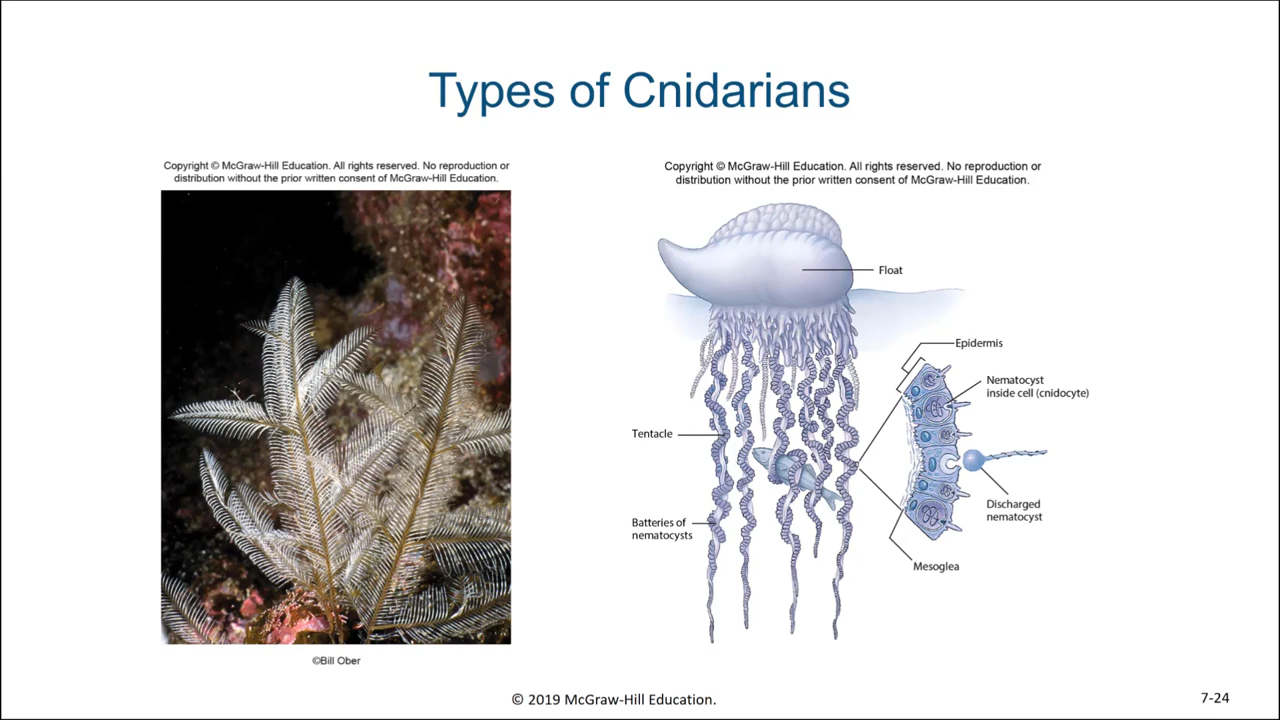 Types of Cnidarians
Copyright © McGraw-Hill Education. All rights reserved. No reproduction or
distribution without the prior written consent of McGraw-Hill Education.
©Bill Ober
Copyright © McGraw-Hill Education. All rights reserved. No reproduction or
distribution without the prior written consent of McGraw-Hill Education.
Float
Epidermis
Nematocyst
inside cell (cnidocyte)
Tentacle
Discharged
nematocyst
Batteries of
nematocysts
Mesoglea
© 2019 McGraw-Hill Education.
7-24